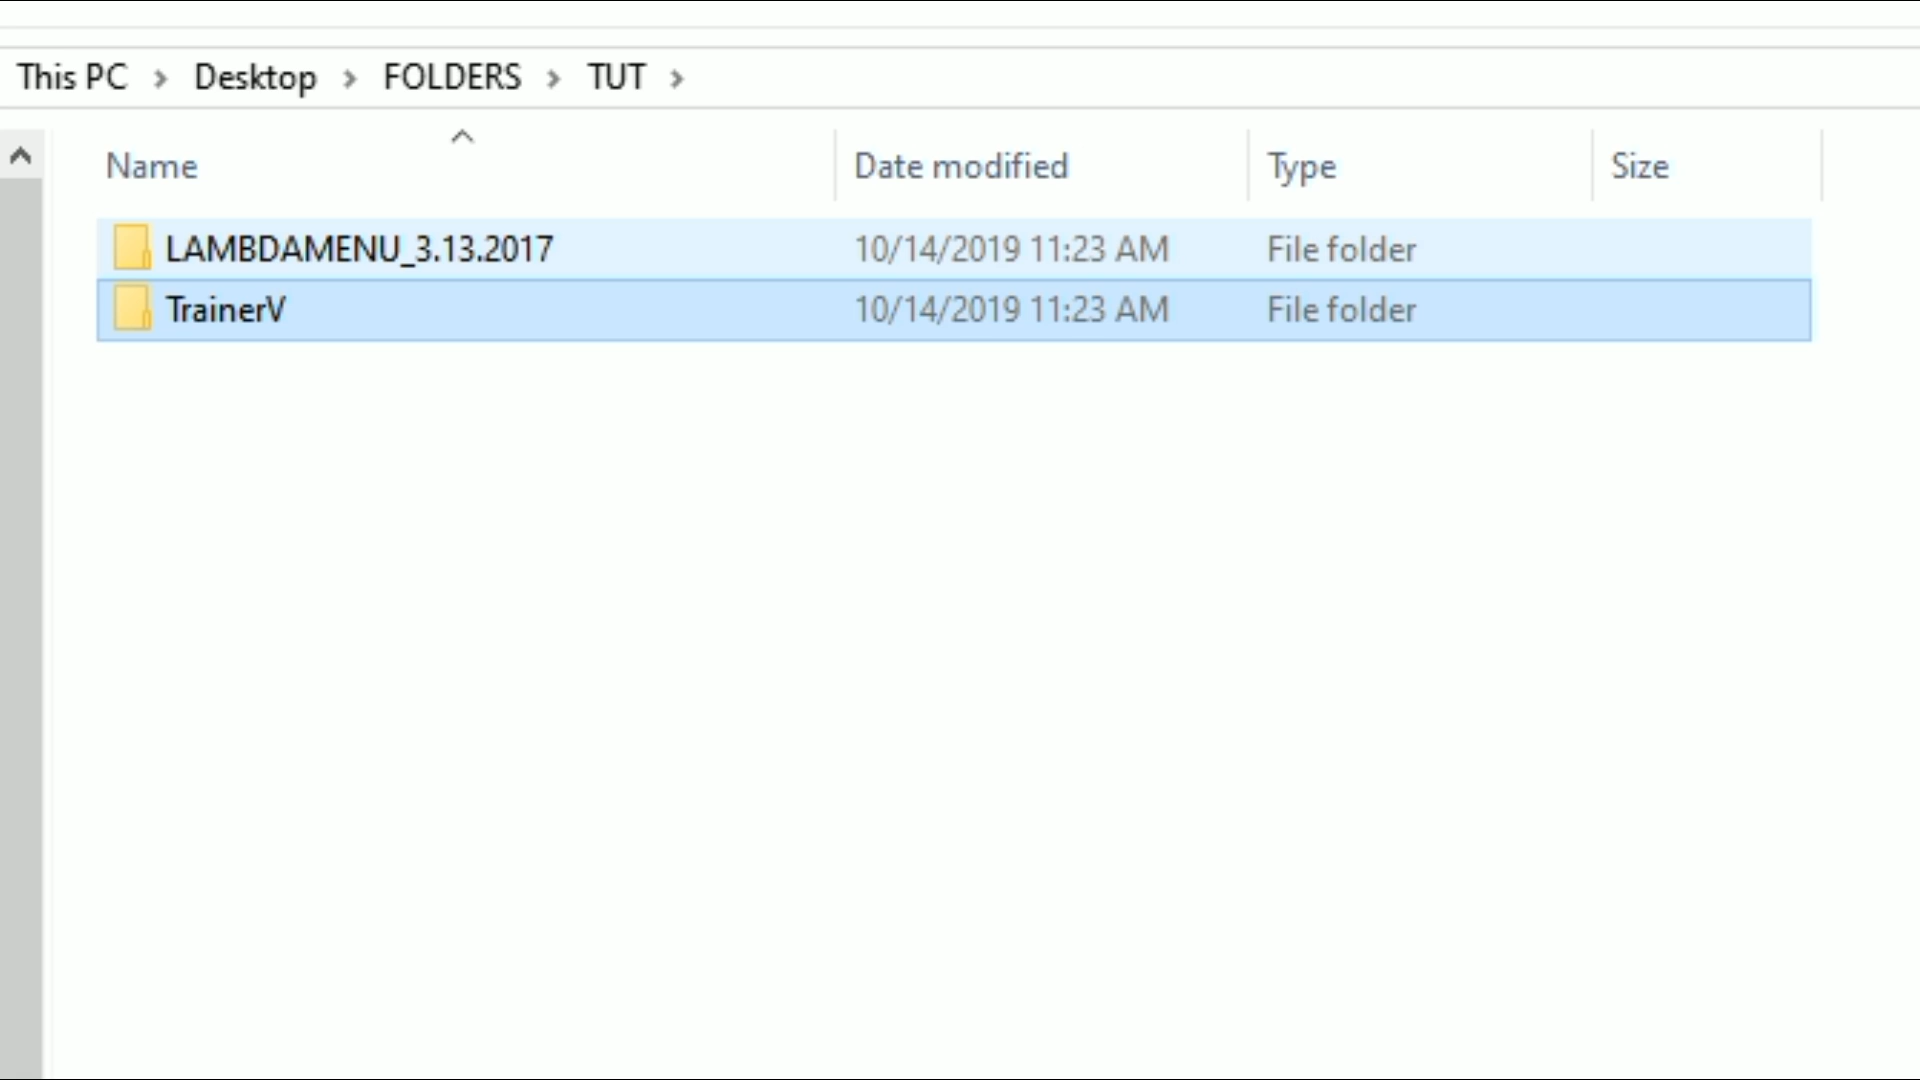 This PC > Desktop > FOLDERS > TUT >
Name Date modified Type Size
LAMBDAMENU_3.13.2017 10/14/2019 11:23 AM File folder
TrainerV 10/14/2019 11:23 AM File folder